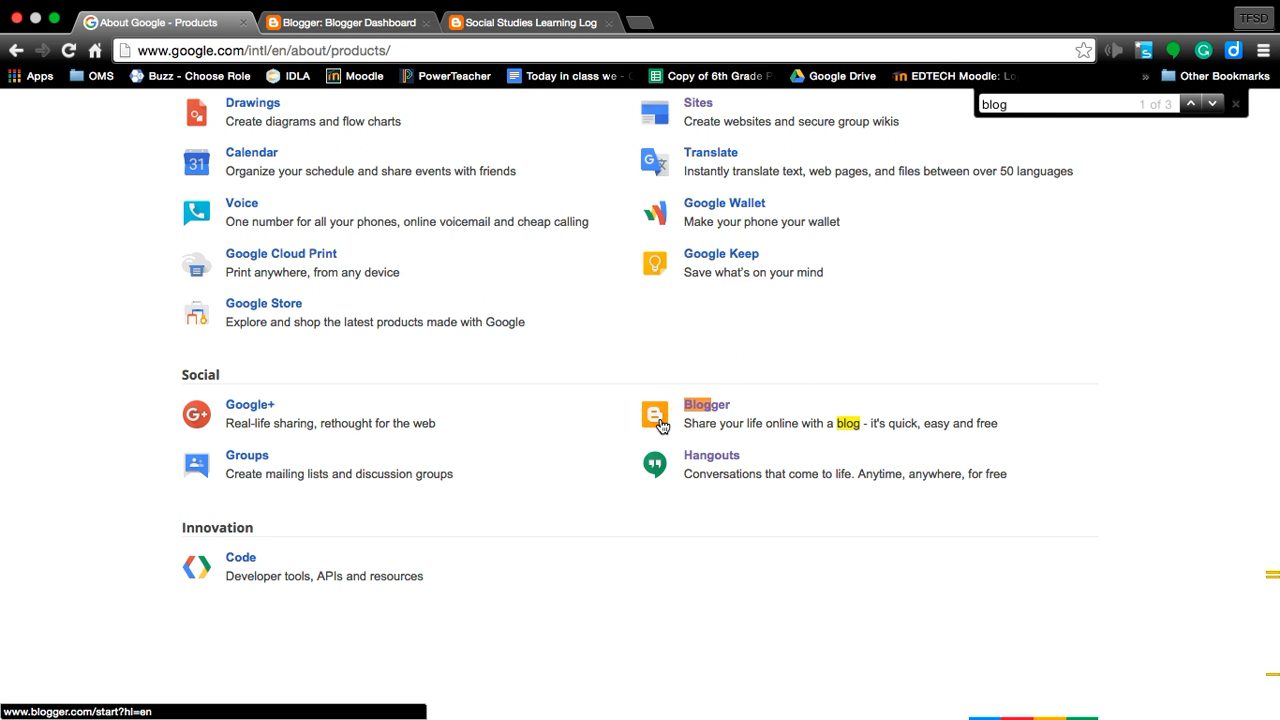 About Google - Products
Blogger: Blogger Dashboard
Social Studies Learning Log
TFSD
www.google.com/intl/en/about/products/
Apps
OMS
Buzz - Choose Role
IDLA
Moodle
PowerTeacher
Today in class we -
Copy of 6th Grade
Google Drive
EDTECH Moodle:
Other Bookmarks
blog
1 of 3
Drawings
Create diagrams and flow charts
Sites
Create websites and secure group wikis
31
Calendar
Organize your schedule and share events with friends
Translate
Instantly translate text, web pages, and files between over 50 languages
Voice
One number for all your phones, online voicemail and cheap calling
Google Wallet
Make your phone your wallet
Google Cloud Print
Print anywhere, from any device
Google Keep
Save what's on your mind
Google Store
Explore and shop the latest products made with Google
Social
Google+
Real-life sharing, rethought for the web
Blogger
Share your life online with a blog - it's quick, easy and free
Groups
Create mailing lists and discussion groups
Hangouts
Conversations that come to life. Anytime, anywhere, for free
Innovation
Code
Developer tools, APIs and resources
www.blogger.com/start?hl=en